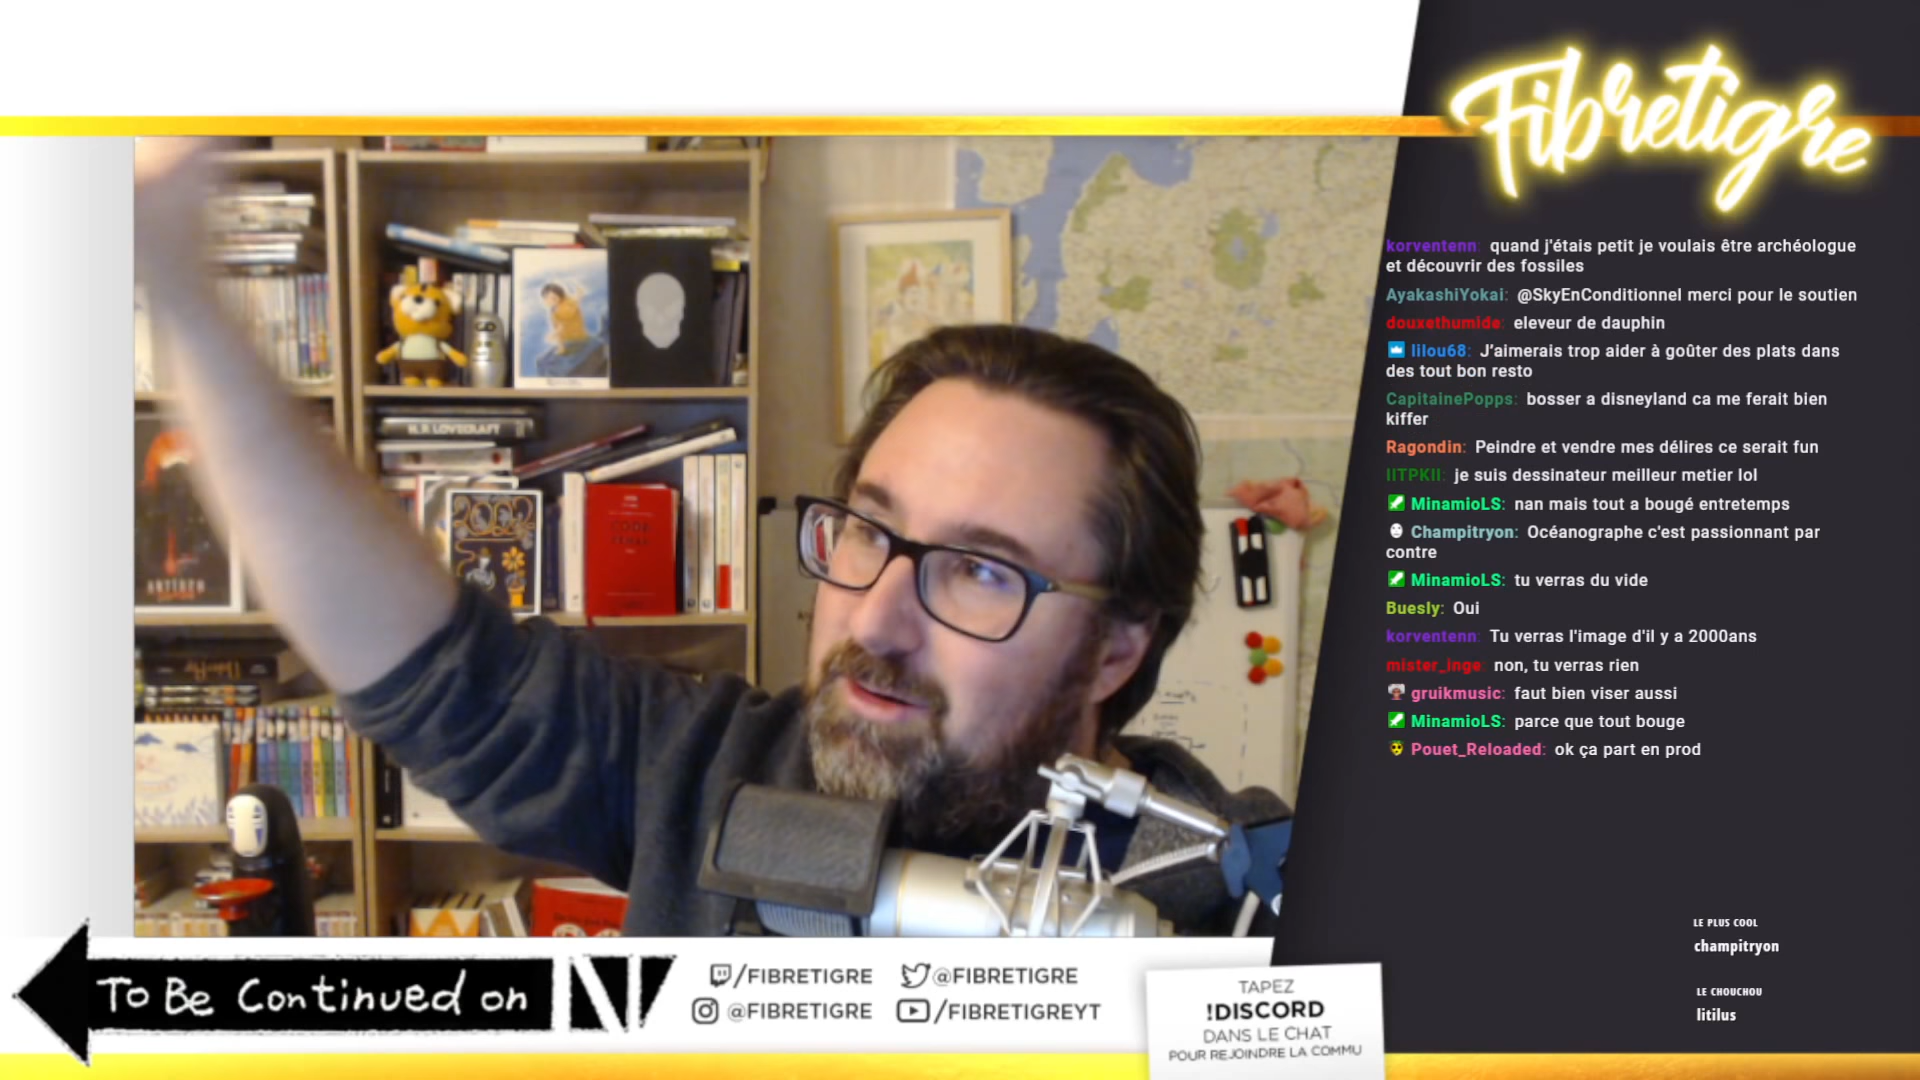 Fibretigre
korventenn: quand j'étais petit je voulais être archéologue
et découvrir des fossiles
AyakashiYokai: @SkyEnConditionnel merci pour le soutien
douxethumide: eleveur de dauphin
lilou68: J'aimerais trop aider à goûter des plats dans
des tout bon resto
CapitainePopps: bosser a disneyland ca me ferait bien
kiffer
Ragondin: Peindre et vendre mes délires ce serait fun
IITPKII: je suis dessinateur meilleur metier lol
MinamioLS: nan mais tout a bougé entretemps
Champitryon: Océanographe c'est passionnant par
contre
MinamioLS: tu verras du vide
Buesly: Oui
korventenn: Tu verras l'image d'il y a 2000ans
mister_inge: non, tu verras rien
gruikmusic: faut bien viser aussi
MinamioLS: parce que tout bouge
Pouet_Reloaded: ok ça part en prod
LE PLUS COOL
champitryon
LE CHOUCHOU
litilus
H.P. LOVECRAFT
To Be Continued on
/FIBRETIGRE @FIBRETIGRE
@FIBRETIGRE /FIBRETIGREYT
TAPEZ
!DISCORD
DANS LE CHAT
POUR REJOINDRE LA COMMU